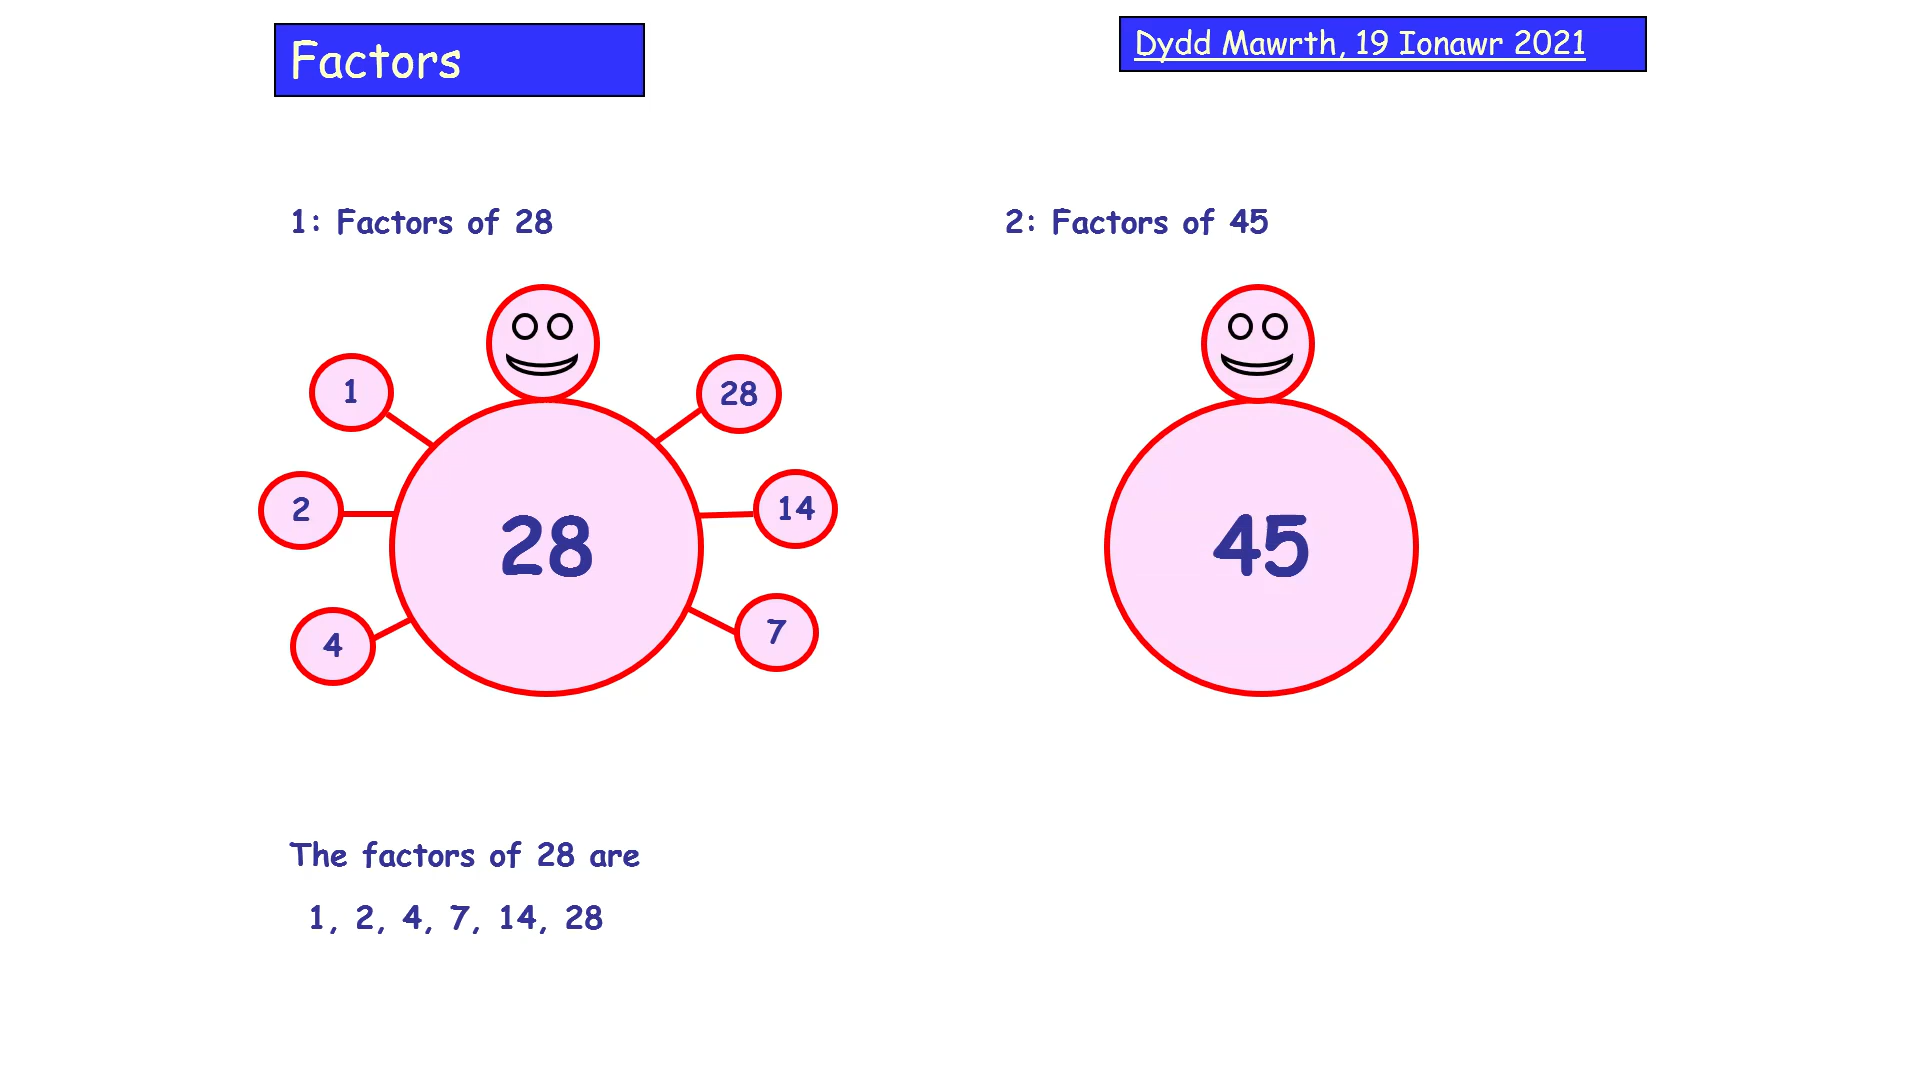 Factors
Dydd Mawrth, 19 Ionawr 2021
1: Factors of 28
2: Factors of 45
1
28
2
14
28
45
4
7
The factors of 28 are
1, 2, 4, 7, 14, 28